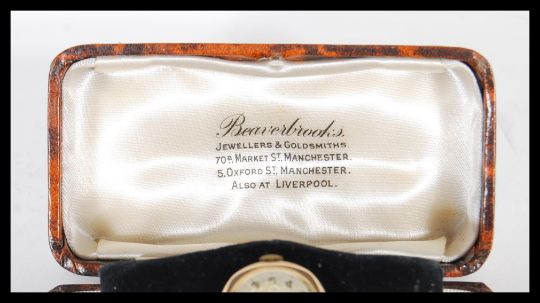 Beaverbrooks.
JEWELLERS & GOLDSMITHS
70A, MARKET ST, MANCHESTER.
5, OXFORD ST, MANCHESTER.
ALSO AT LIVERPOOL.